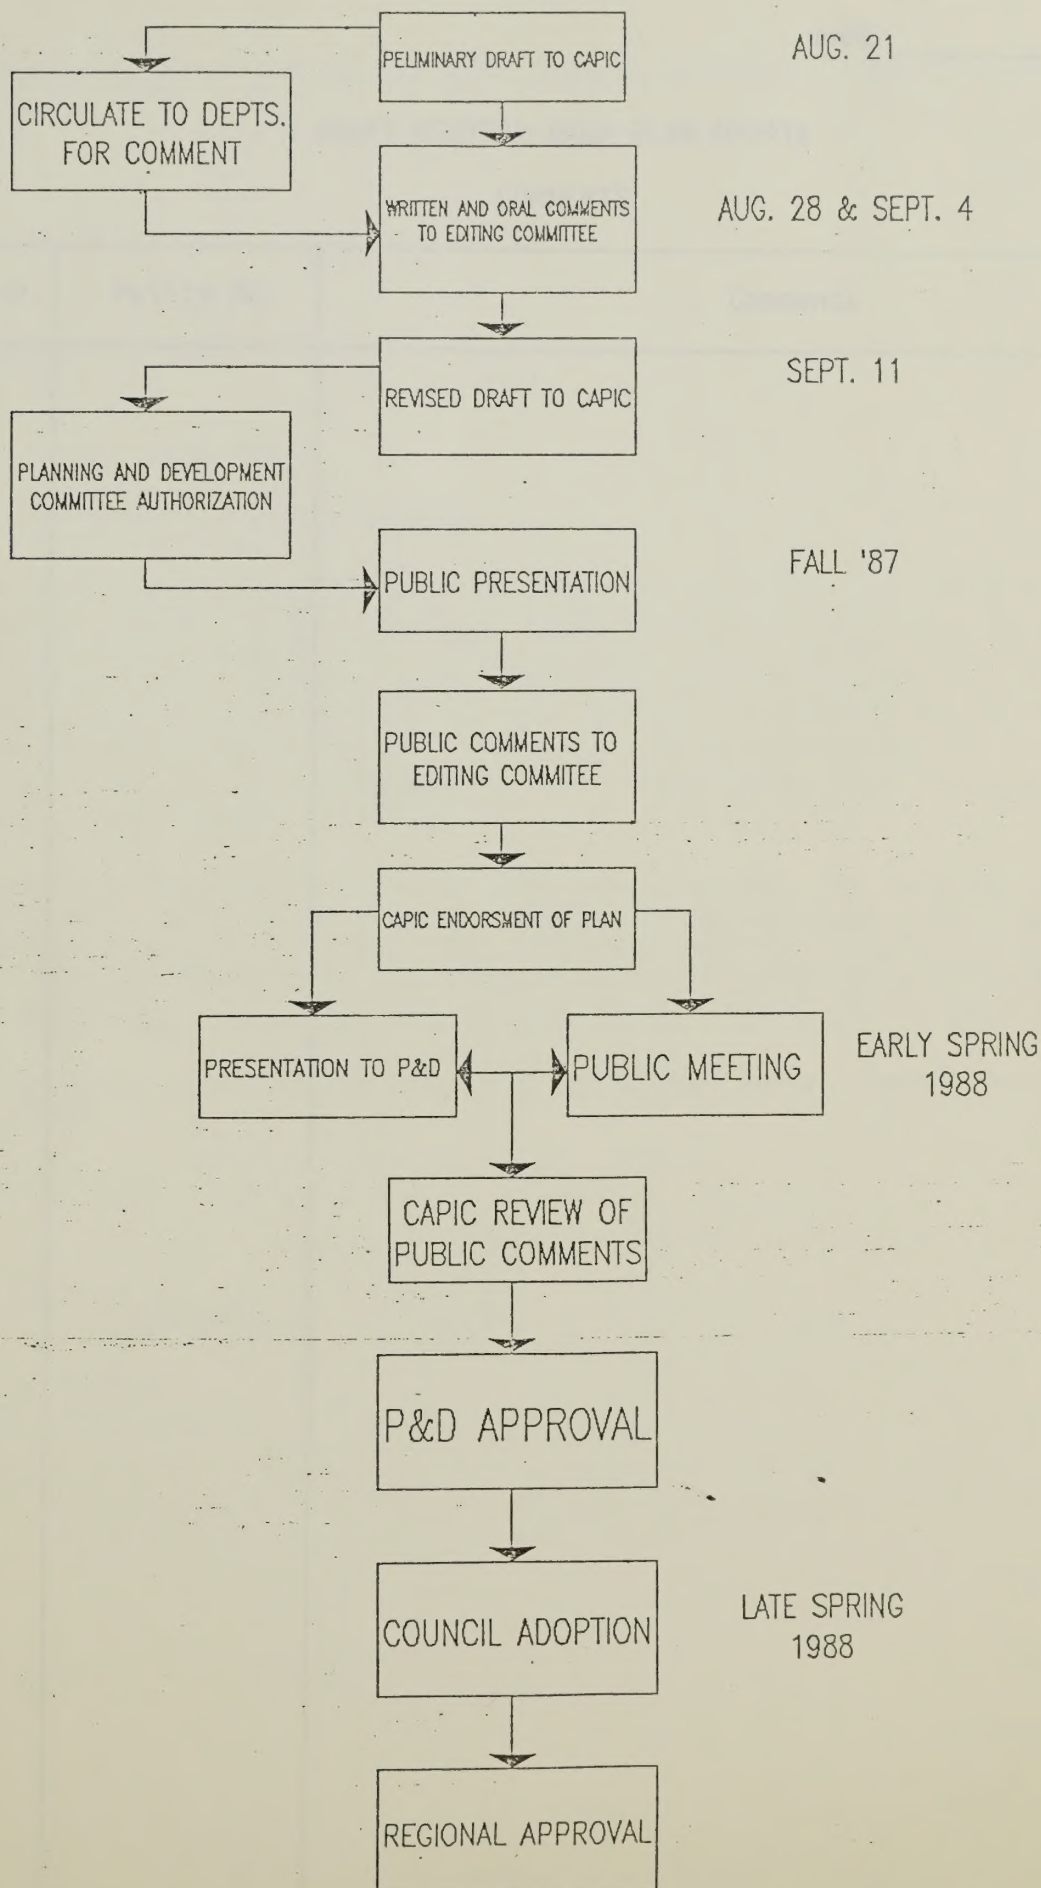 PELIMINARY DRAFT TO CAPIC
AUG. 21
CIRCULATE TO DEPTS.
FOR COMMENT
WRITTEN AND ORAL COMMENTS
TO EDITING COMMITTEE
AUG. 28 & SEPT. 4
Comments
REVISED DRAFT TO CAPIC
SEPT. 11
PLANNING AND DEVELOPMENT
COMMITTEE AUTHORIZATION
PUBLIC PRESENTATION
FALL '87
PUBLIC COMMENTS TO
EDITING COMMITEE
CAPIC ENDORSMENT OF PLAN
PRESENTATION TO P&D
PUBLIC MEETING
EARLY SPRING
1988
CAPIC REVIEW OF
PUBLIC COMMENTS
P&D APPROVAL
COUNCIL ADOPTION
LATE SPRING
1988
REGIONAL APPROVAL